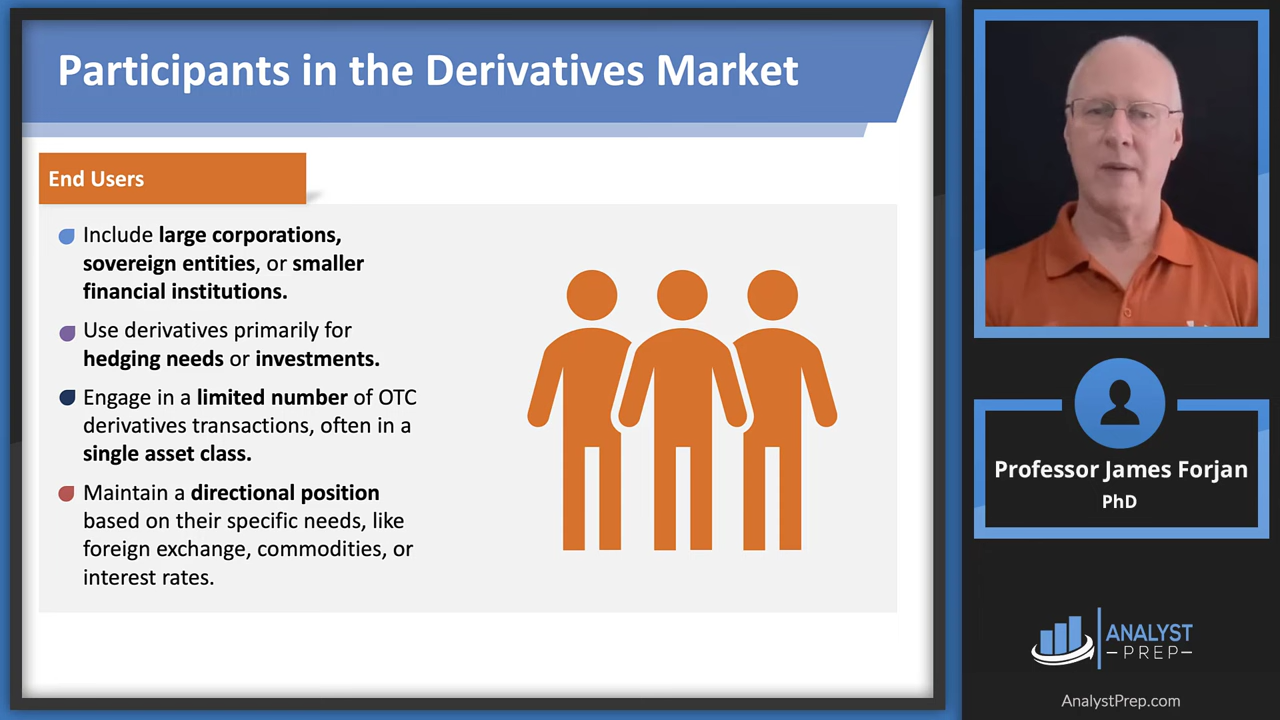 Participants in the Derivatives Market
End Users
Include large corporations,
sovereign entities, or smaller
financial institutions.
Use derivatives primarily for
hedging needs or investments.
Engage in a limited number of OTC
derivatives transactions, often in a
single asset class.
Maintain a directional position
based on their specific needs, like
foreign exchange, commodities, or
interest rates.
Professor James Forjan
PhD
ANALYST
PREP
AnalystPrep.com